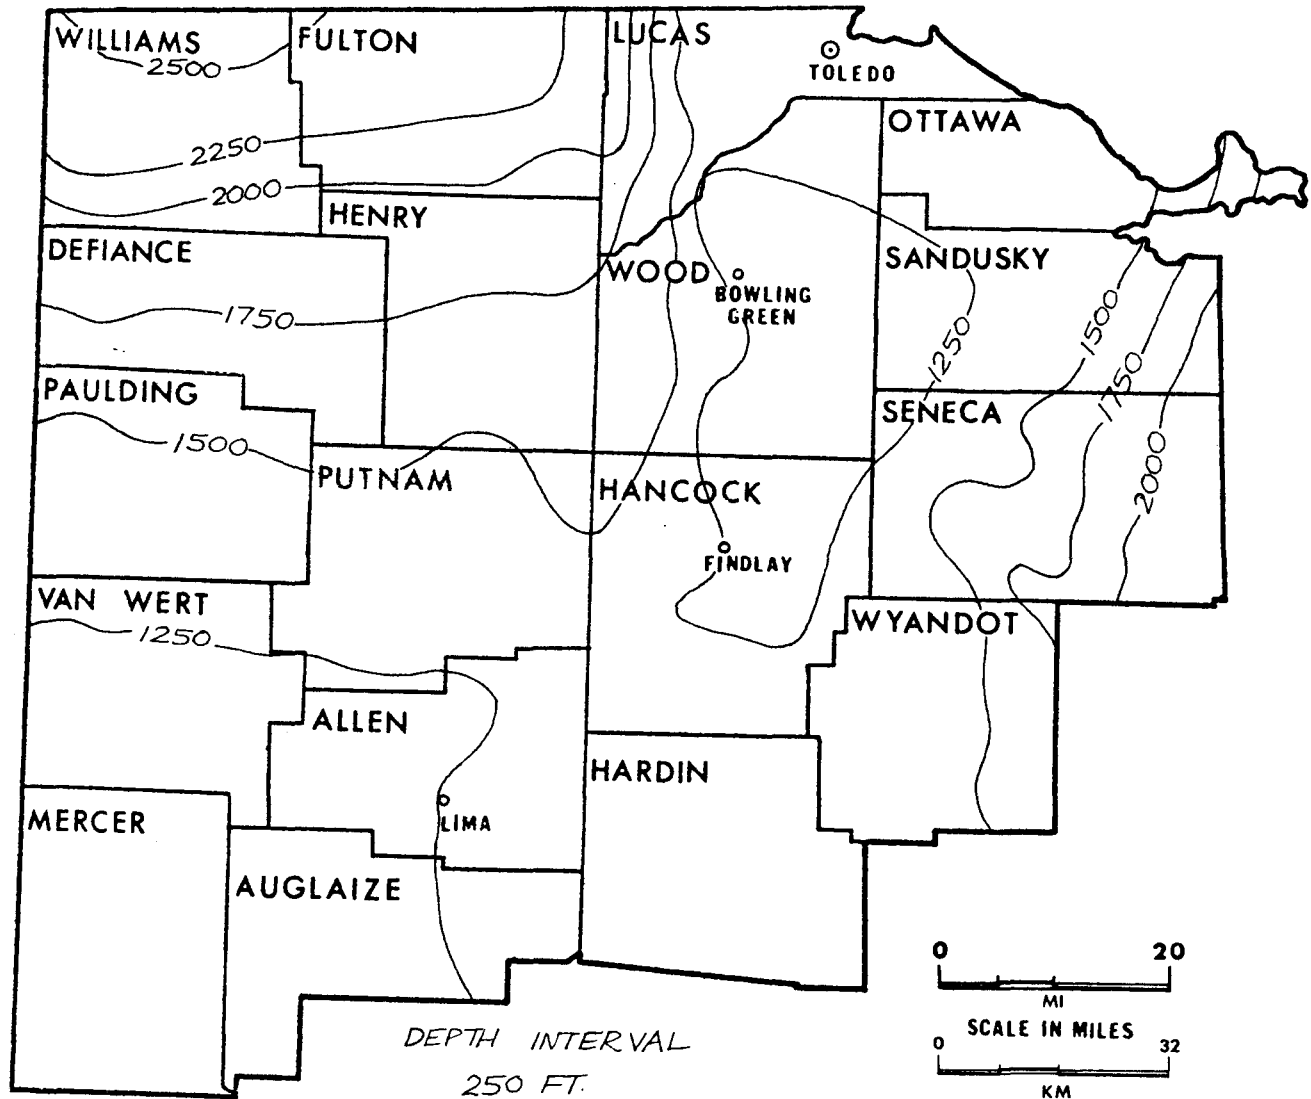 WILLIAMS
FULTON
LUCAS
2500
TOLEDO
OTTAWA
2250
2000
HENRY
DEFIANCE
WOOD
SANDUSKY
BOWLING
GREEN
1750
1500
1250
1750
PAULDING
SENECA
1500
PUTNAM
HANCOCK
2000
FINDLAY
VAN WERT
WYANDOT
1250
ALLEN
HARDIN
LIMA
MERCER
AUGLAIZE
0 20
MI
SCALE IN MILES
0 32
KM
DEPTH INTERVAL
250 FT.